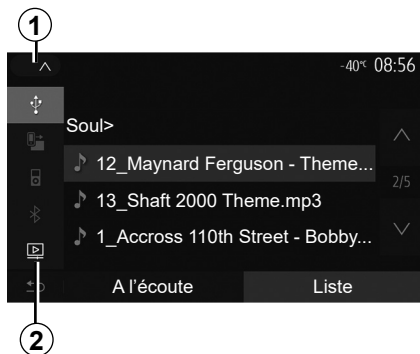 1
-40°C 08:56
Soul>
12_Maynard Ferguson - Theme...
13_Shaft 2000 Theme.mp3
2/5
1_Accross 110th Street - Bobby...
A l'écoute Liste
2